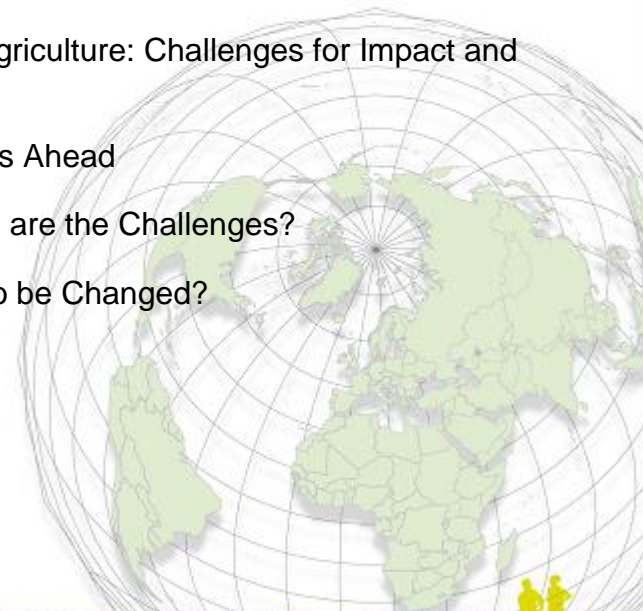 griculture: Challenges for Impact and
s Ahead
are the Challenges?
be Changed?